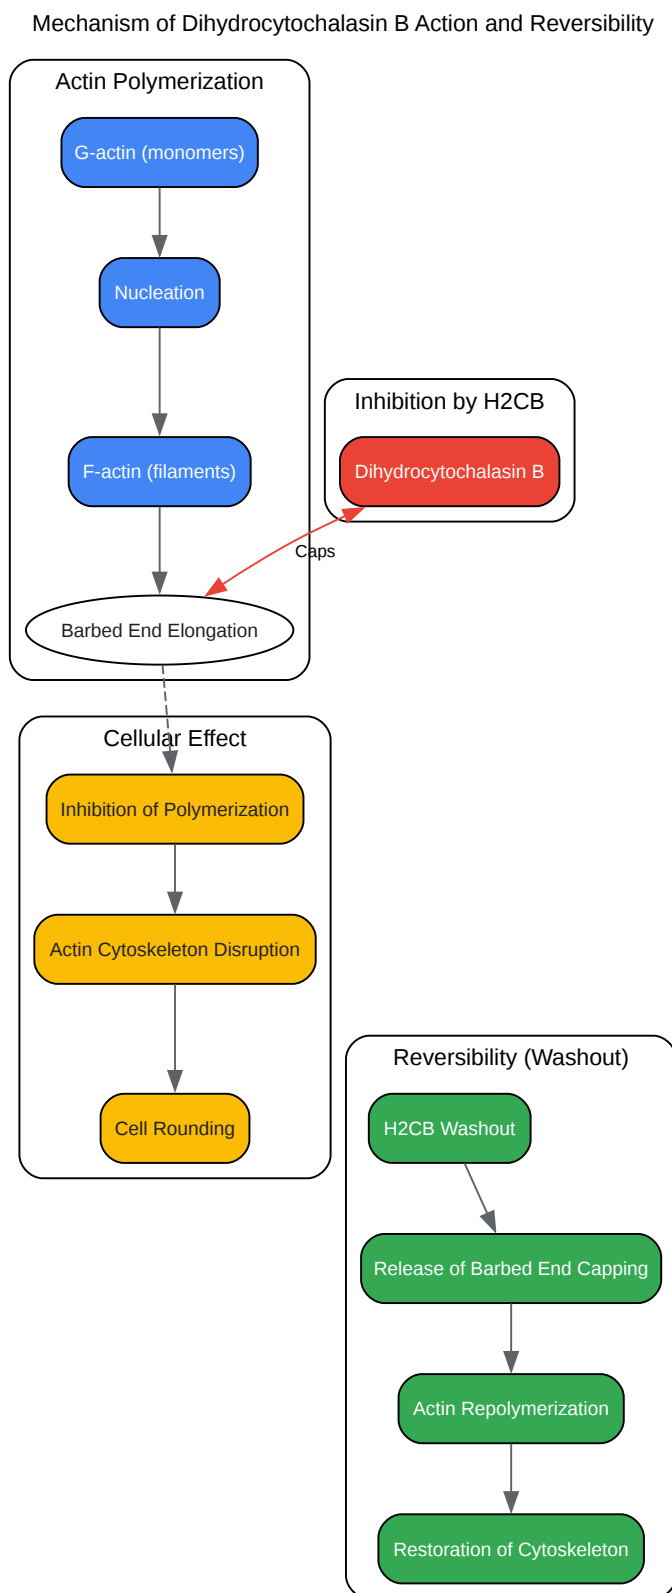 Mechanism of Dihydrocytochalasin B Action and Reversibility
Actin Polymerization
G-actin (monomers)
Nucleation
Inhibition by H2CB
F-actin (filaments)
Dihydrocytochalasin B
Caps
Barbed End Elongation
Cellular Effect
Inhibition of Polymerization
Actin Cytoskeleton Disruption
Cell Rounding
Reversibility (Washout)
H2CB Washout
Release of Barbed End Capping
Actin Repolymerization
Restoration of Cytoskeleton